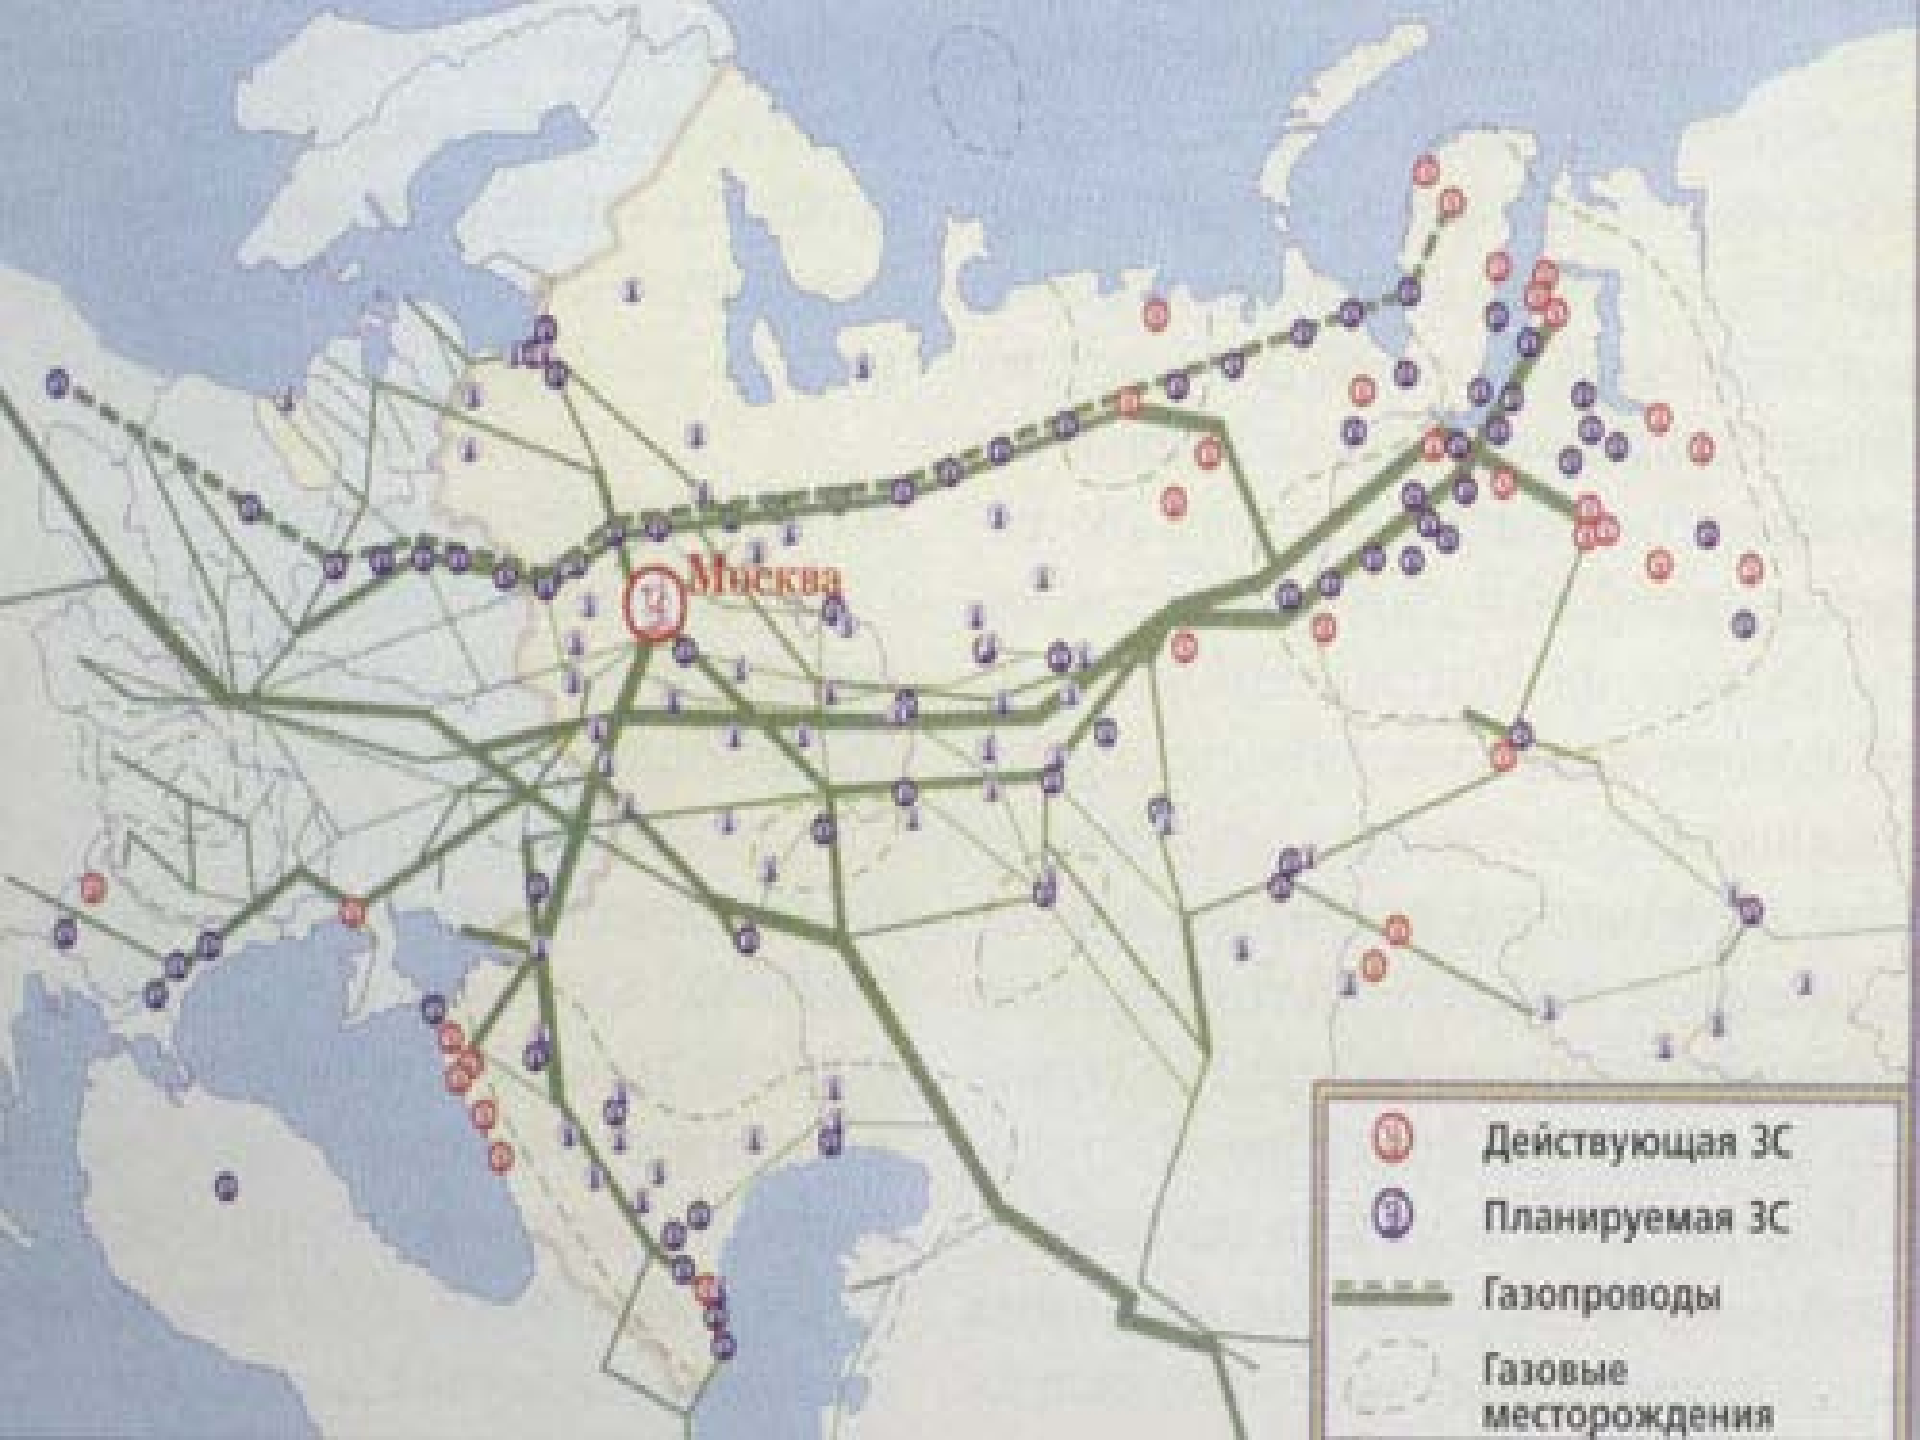 Москва
Действующая ЗС
Планируемая ЗС
Газопроводы
Газовые
месторождения